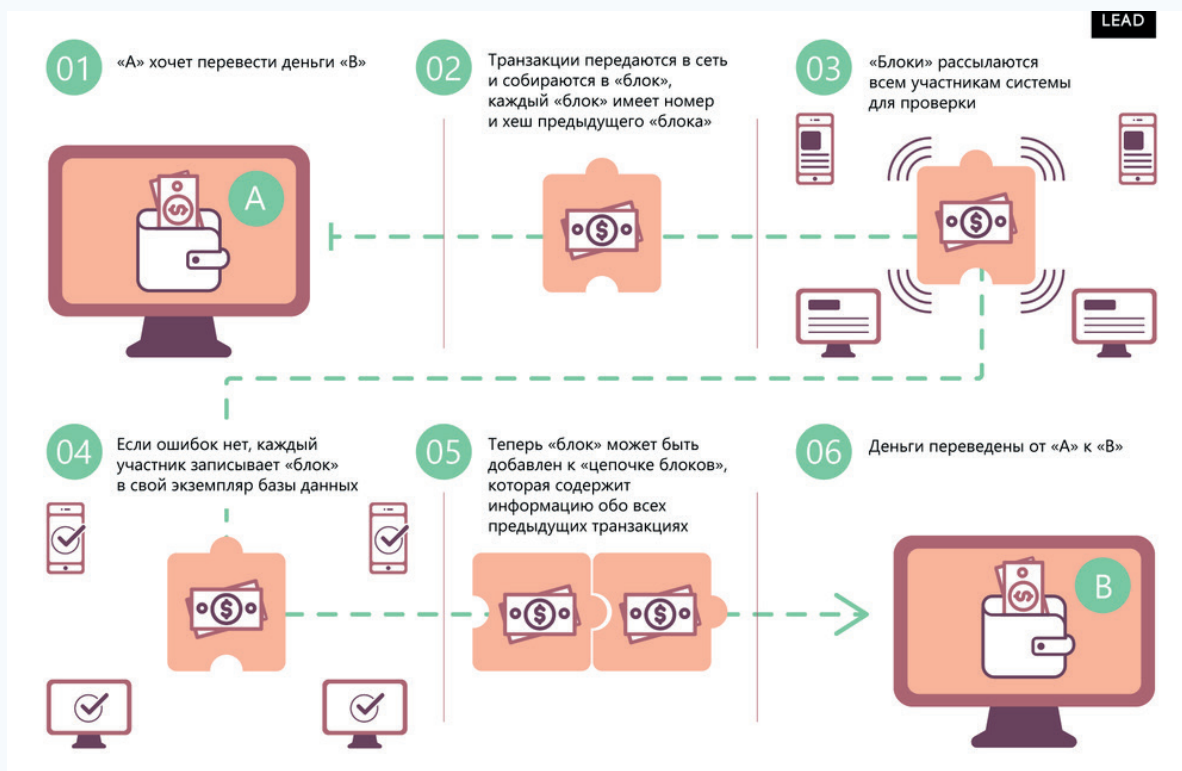 LEAD
01
«А» хочет перевести деньги «В»
02
Транзакции передаются в сеть
и собираются в «блок»,
каждый «блок» имеет номер
и хеш предыдущего «блока»
03
«Блоки» рассылаются
всем участникам системы
для проверки
A
$
$
$
04
Если ошибок нет, каждый
участник записывает «блок»
в свой экземпляр базы данных
05
Теперь «блок» может быть
добавлен к «цепочке блоков»,
которая содержит
информацию обо всех
предыдущих транзакциях
06
Деньги переведены от «А» к «В»
$
$
$
$
B